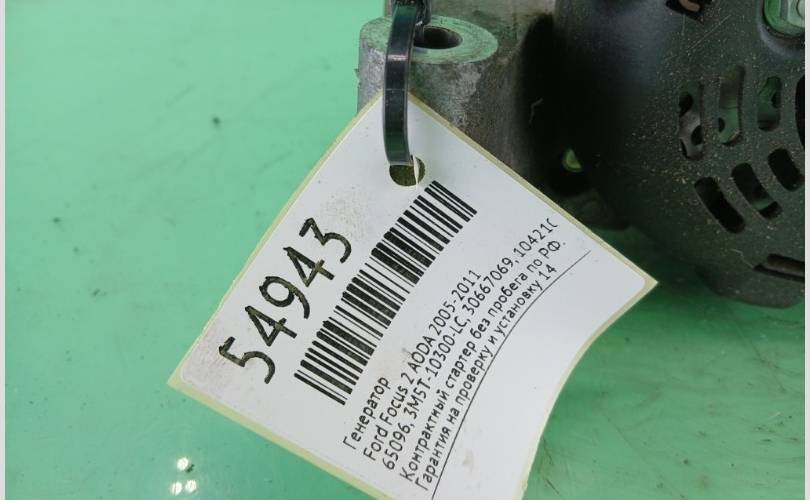 54943
Генератор
Ford Focus 2 AODA 2005-2011
65096, 3M5T-10300-LC, 30667069, 104210
Контрактный стартер без пробега по РФ.
Гарантия на проверку и установку 14